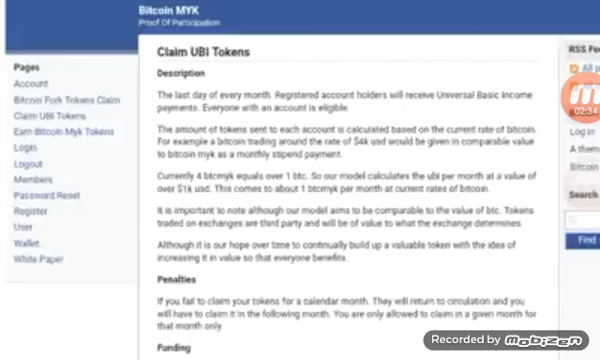 Bitcoin MYK
Proof Of Participation
Claim UBI Tokens
Description
The last day of every month. Registered account holders will receive Universal Basic Income
payments. Everyone with an account is eligible.
The amount of tokens sent to each account is calculated based on the current rate of bitcoin.
For example a bitcoin trading around the rate of $4k usd would be given in comparable value
to bitcoin myk as a monthly stipend payment.
Currently 4 btcmyk equals over 1 btc. So our model calculates the ubi per month at a value of
over $1k usd. This comes to about 1 btcmyk per month at current rates of bitcoin.
It is important to note although our model aims to be comparable to the value of btc. Tokens
traded on exchanges are third party and will be of value to what the exchange determines.
Although it is our hope over time to continually build up a valuable token with the idea of
increasing it in value so that everyone benefits.
Penalties
If you fail to claim your tokens for a calendar month. They will return to circulation and you
will have to claim it in the following month. You are only allowed to claim in a given month for
that month only
Funding
Pages
Account
Bitcoin Fork Tokens Claim
Claim UBI Tokens
Earn Bitcoin Myk Tokens
Login
Logout
Members
Password Reset
Register
User
Wallet
White Paper
RSS Fee
All p
02:34
Log in
A them
Bitcoin
Search
Find
Recorded by Mobizen